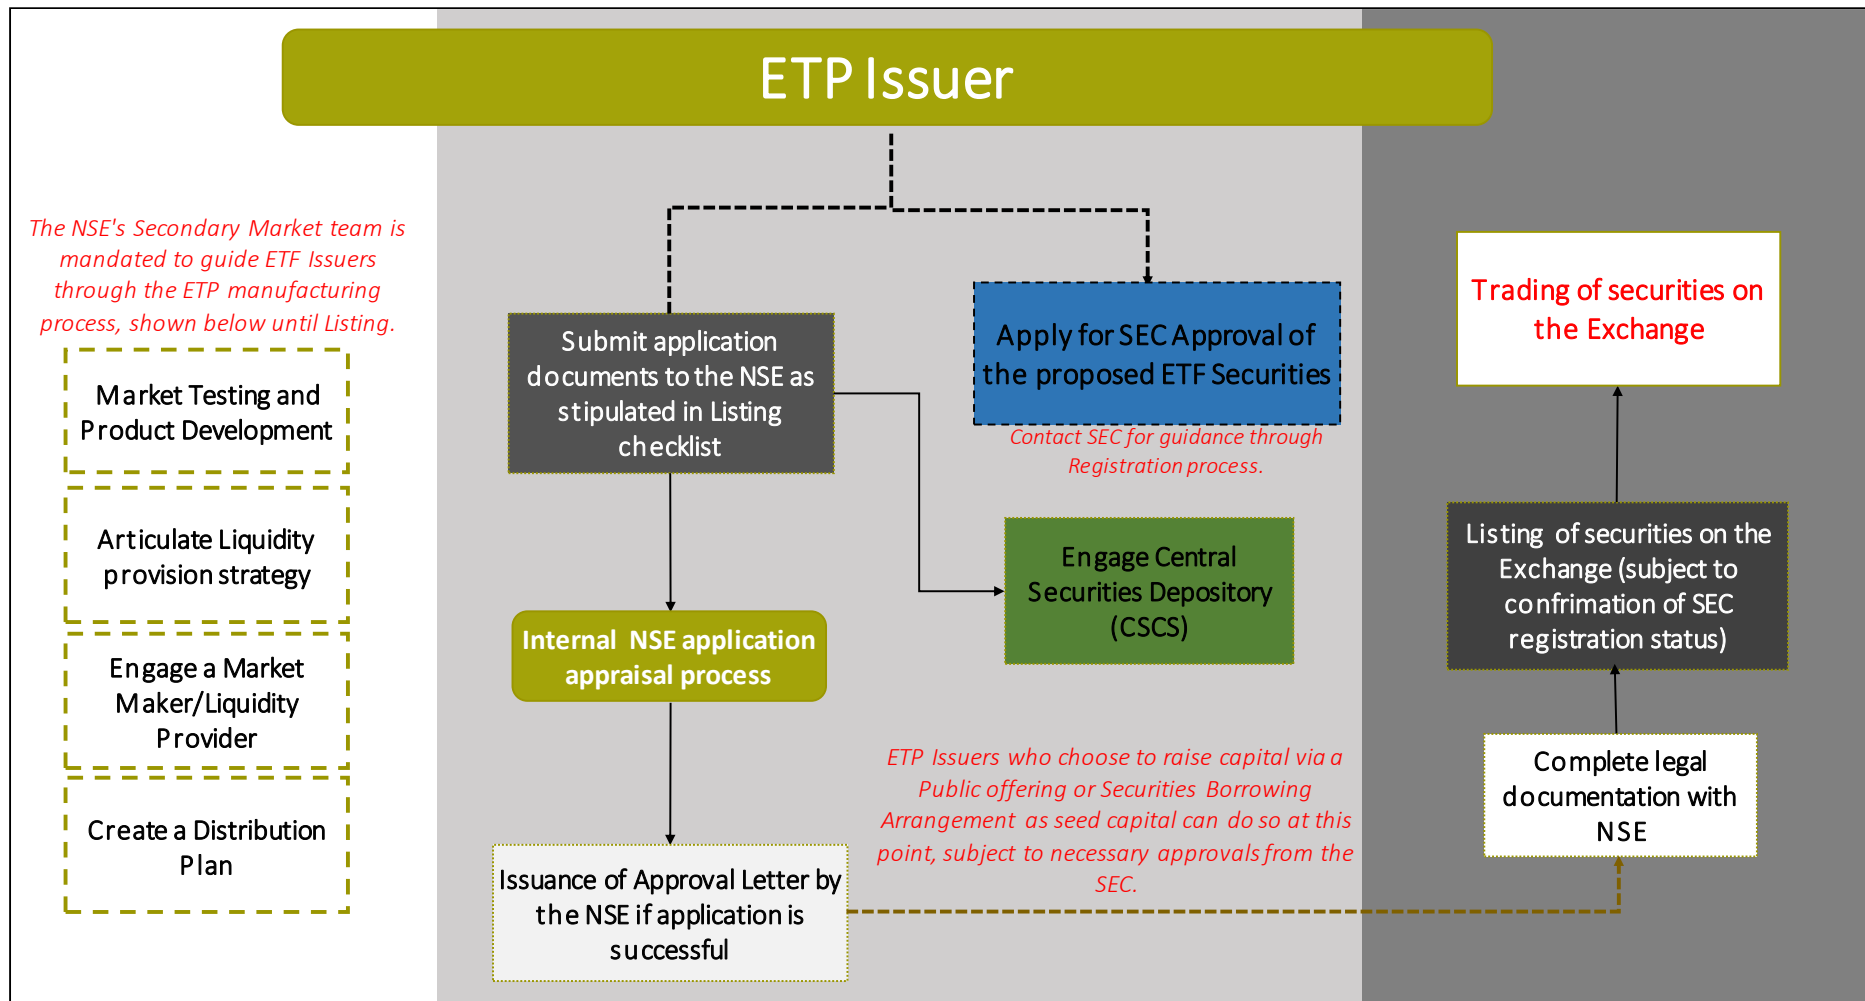 ETP Issuer
The NSE's Secondary Market team is
mandated to guide ETF Issuers
through the ETP manufacturing
process, shown below until Listing.
Market Testing and
Product Development
Articulate Liquidity
provision strategy
Engage a Market
Maker/Liquidity
Provider
Create a Distribution
Plan
Submit application
documents to the NSE as
stipulated in Listing
checklist
Internal NSE application
appraisal process
Issuance of Approval Letter by
the NSE if application is
successful
Apply for SEC Approval of
the proposed ETF Securities
Contact SEC for guidance through
Registration process.
Engage Central
Securities Depository
(CSCS)
ETP Issuers who choose to raise capital via a
Public offering or Securities Borrowing
Arrangement as seed capital can do so at this
point, subject to necessary approvals from the
SEC.
Trading of securities on
the Exchange
Listing of securities on the
Exchange (subject to
confrimation of SEC
registration status)
Complete legal
documentation with
NSE